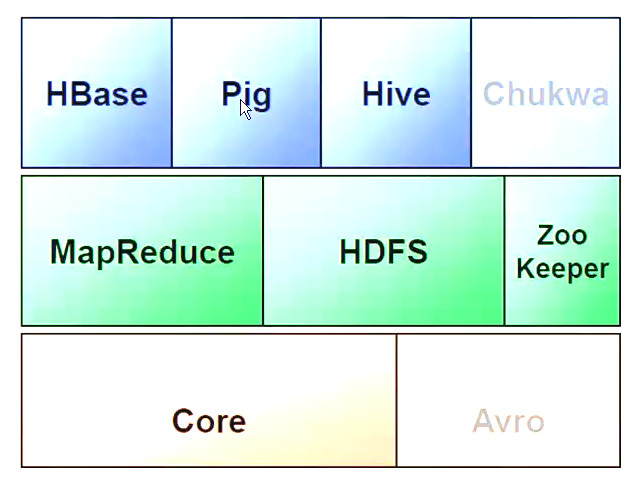 HBase
Pig
Hive
Chukwa
MapReduce
HDFS
Zoo
Keeper
Core
Avro